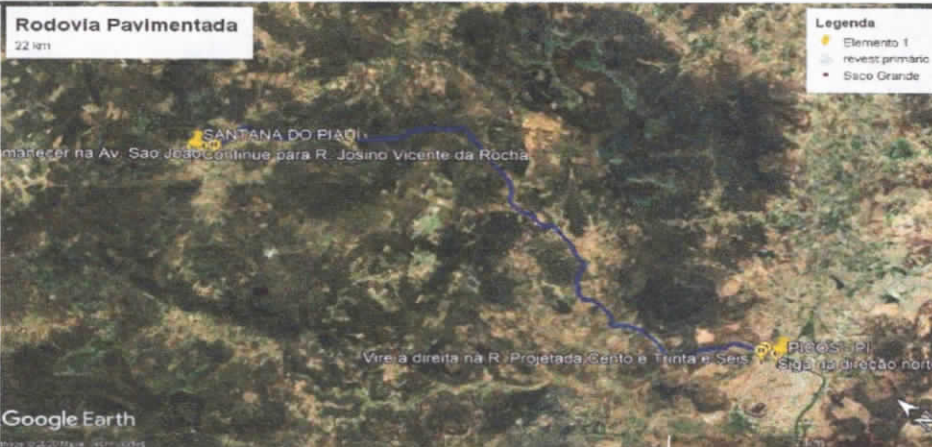 Rodovia Pavimentada
22 km
Legenda
Elemento 1
revest primário
Saco Grande
SANTANA DO PIAUÍ
manecer na Av. São João Continue para R. Josino Vicente da Rocha
Vire à direita na R. Projetada Cento e Trinta e Seis
PICOS - PI
Siga na direção nort
Google Earth